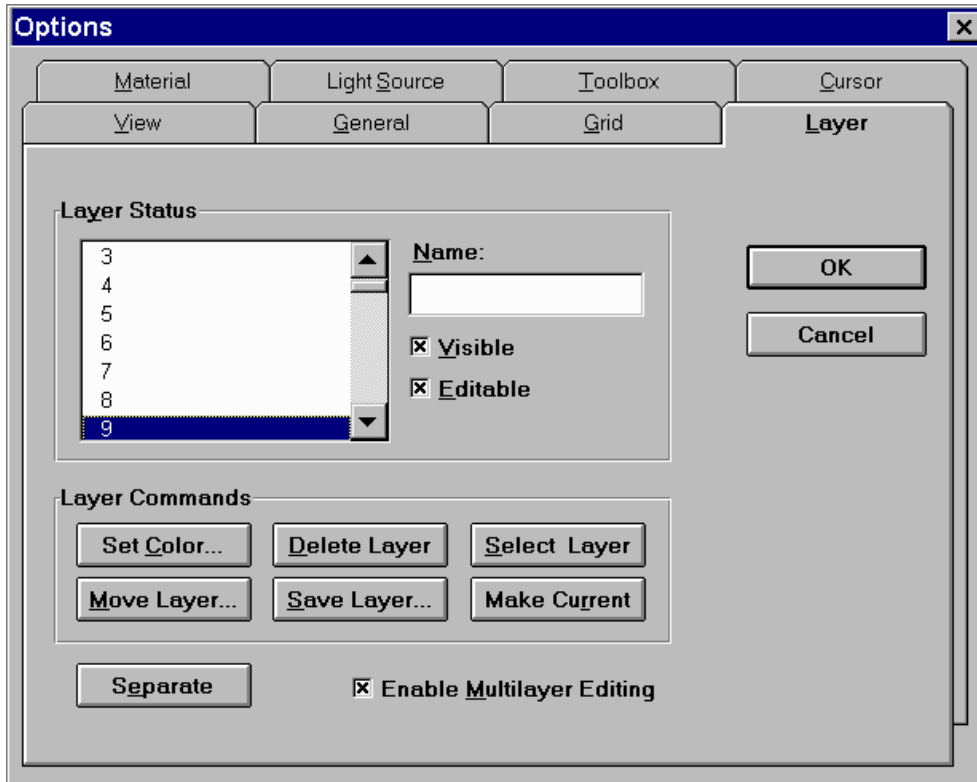 Options
Material Light Source Toolbox Cursor
View General Grid Layer
Layer Status
3
4
5
6
7
8
9
Name:
Visible
Editable
OK
Cancel
Layer Commands
Set Color... Delete Layer Select Layer
Move Layer... Save Layer... Make Current
Separate Enable Multilayer Editing